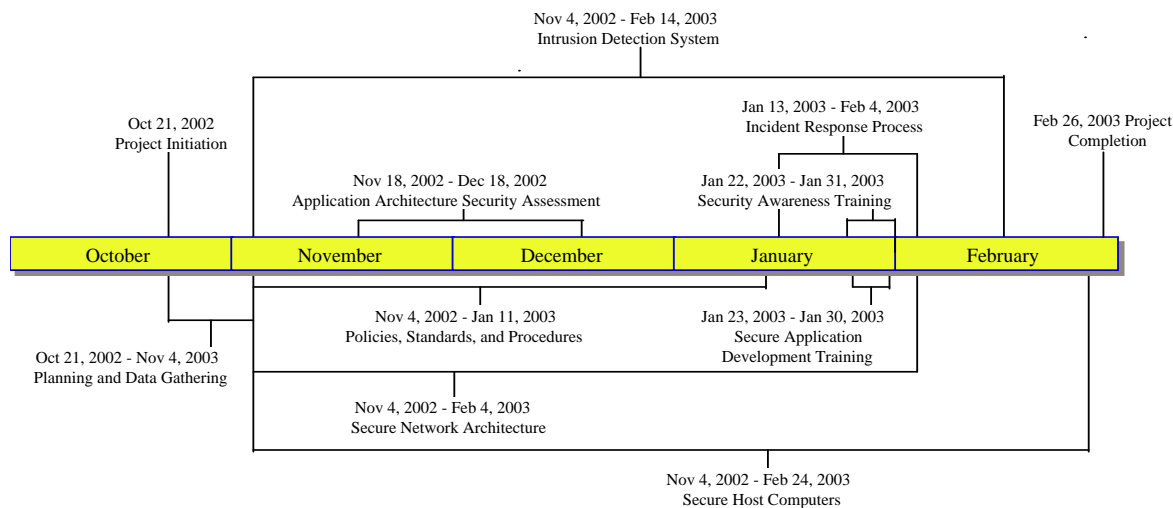 Nov 4, 2002 - Feb 14, 2003
Intrusion Detection System
Jan 13, 2003 - Feb 4, 2003
Incident Response Process
Oct 21, 2002
Project Initiation
Feb 26, 2003 Project
Completion
Nov 18, 2002 - Dec 18, 2002
Application Architecture Security Assessment
Jan 22, 2003 - Jan 31, 2003
Security Awareness Training
October
November
December
January
February
Nov 4, 2002 - Jan 11, 2003
Policies, Standards, and Procedures
Jan 23, 2003 - Jan 30, 2003
Secure Application
Development Training
Oct 21, 2002 - Nov 4, 2003
Planning and Data Gathering
Nov 4, 2002 - Feb 4, 2003
Secure Network Architecture
Nov 4, 2002 - Feb 24, 2003
Secure Host Computers